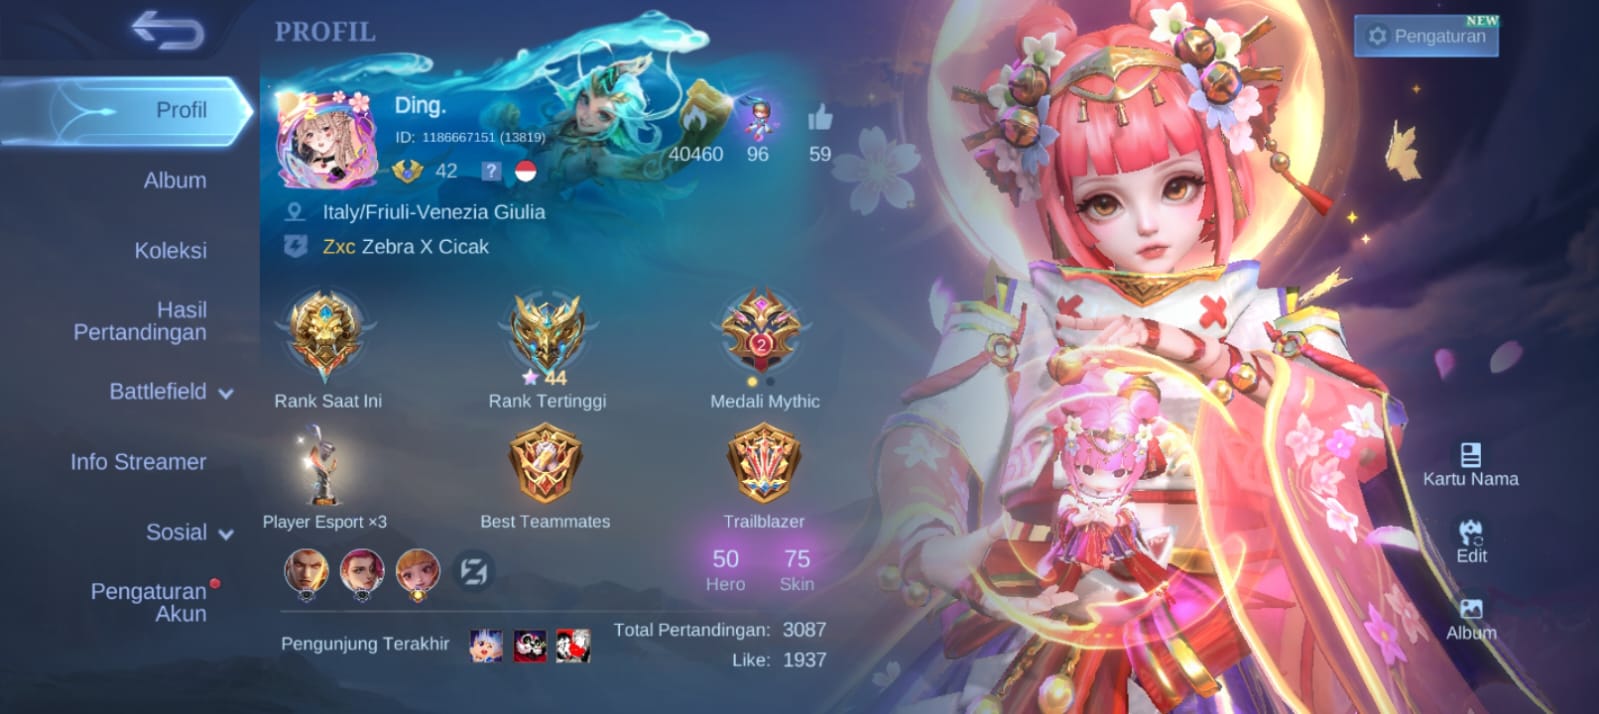 PROFIL
NEW
Pengaturan
Profil
Ding.
ID: 1186667151 (13819)
42
?
40460
96
59
Album
Italy/Friuli-Venezia Giulia
Koleksi
Zxc Zebra X Cicak
Hasil
Pertandingan
2
44
Battlefield
Rank Saat Ini
Rank Tertinggi
Medali Mythic
Info Streamer
Kartu Nama
Player Esport ×3
Best Teammates
Trailblazer
Sosial
50
75
Hero
Skin
Edit
Pengaturan
Akun
Pengunjung Terakhir
Total Pertandingan: 3087
Like: 1937
Album